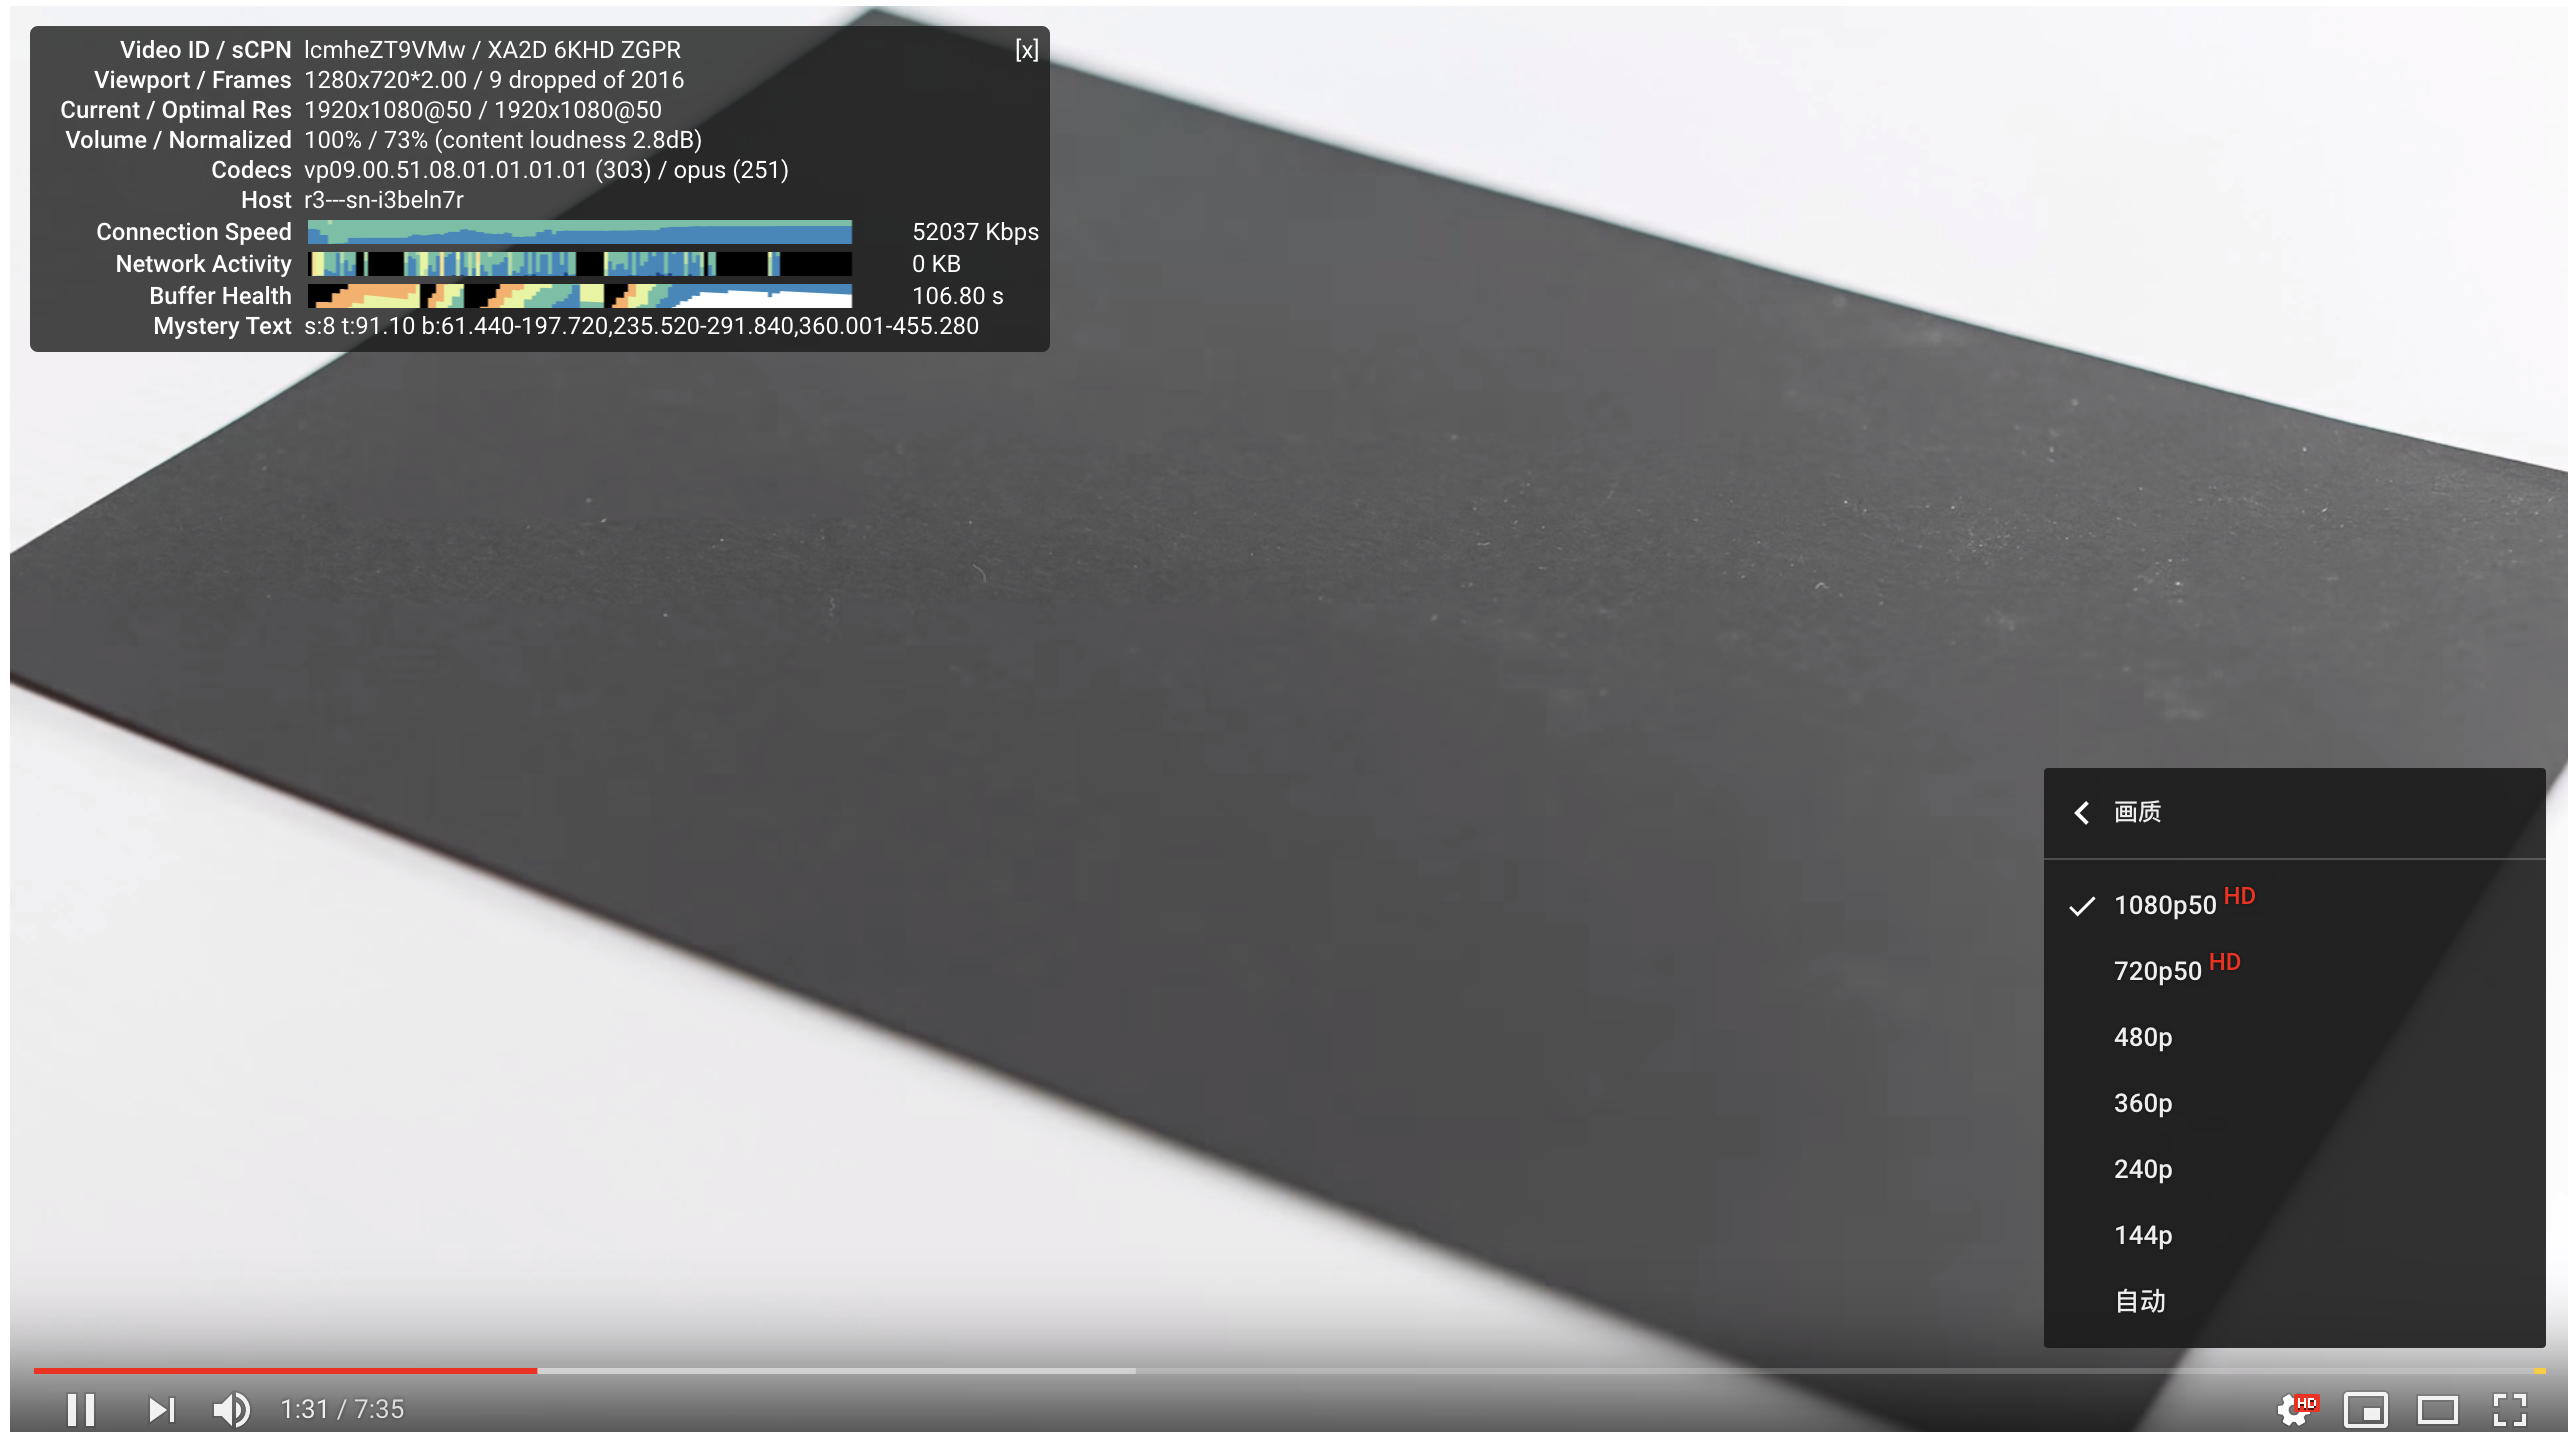 Video ID / sCPN lcmheZT9VMw / XA2D 6KHD ZGPR [x]
Viewport / Frames 1280x720*2.00 / 9 dropped of 2016
Current / Optimal Res 1920x1080@50 / 1920x1080@50
Volume / Normalized 100% / 73% (content loudness 2.8dB)
Codecs vp09.00.51.08.01.01.01.01 (303) / opus (251)
Host r3---sn-i3beln7r
Connection Speed 52037 Kbps
Network Activity 0 KB
Buffer Health 106.80 s
Mystery Text s:8 t:91.10 b:61.440-197.720,235.520-291.840,360.001-455.280
画质
1080p50 HD
720p50 HD
480p
360p
240p
144p
自动
1:31 / 7:35
HD